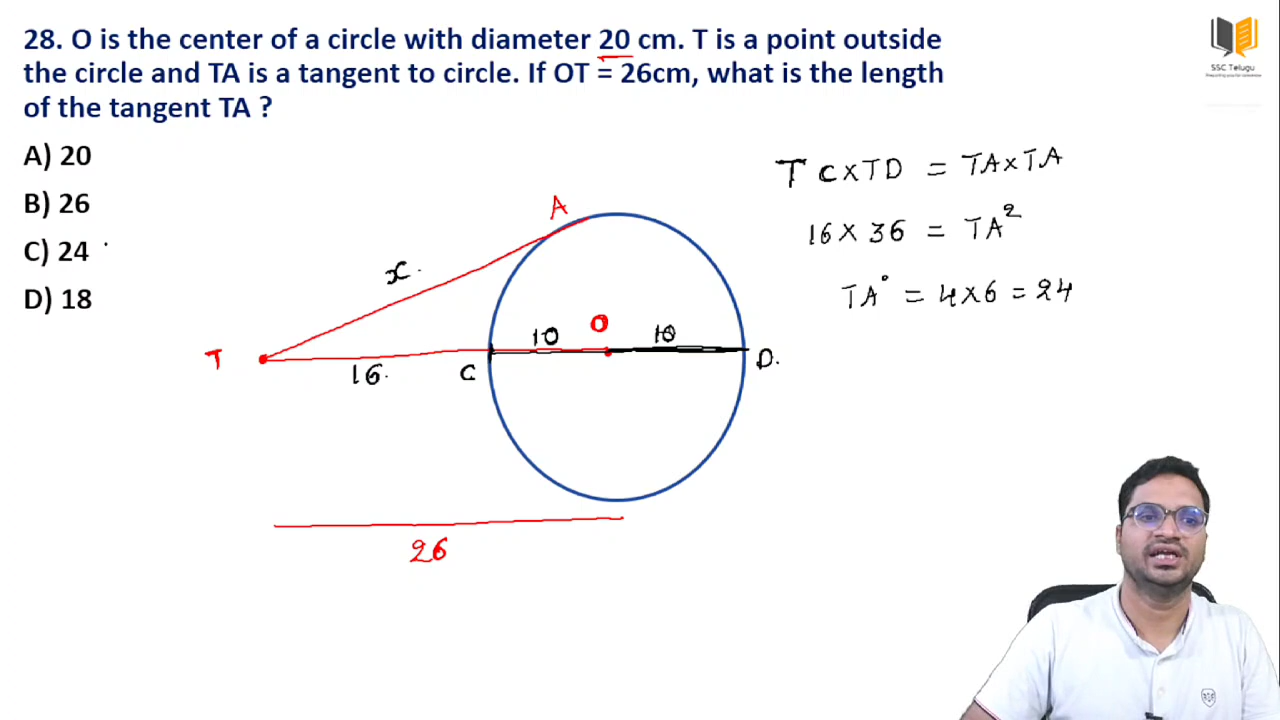 28. O is the center of a circle with diameter 20 cm. T is a point outside
the circle and TA is a tangent to circle. If OT = 26cm, what is the length
of the tangent TA ?
A) 20
B) 26
C) 24
D) 18
SSC Telugu
T C×TD = TA×TA
16×36 = TA²
TA = 4×6 = 24
A
x
T
16
C
10
O
10
D
26